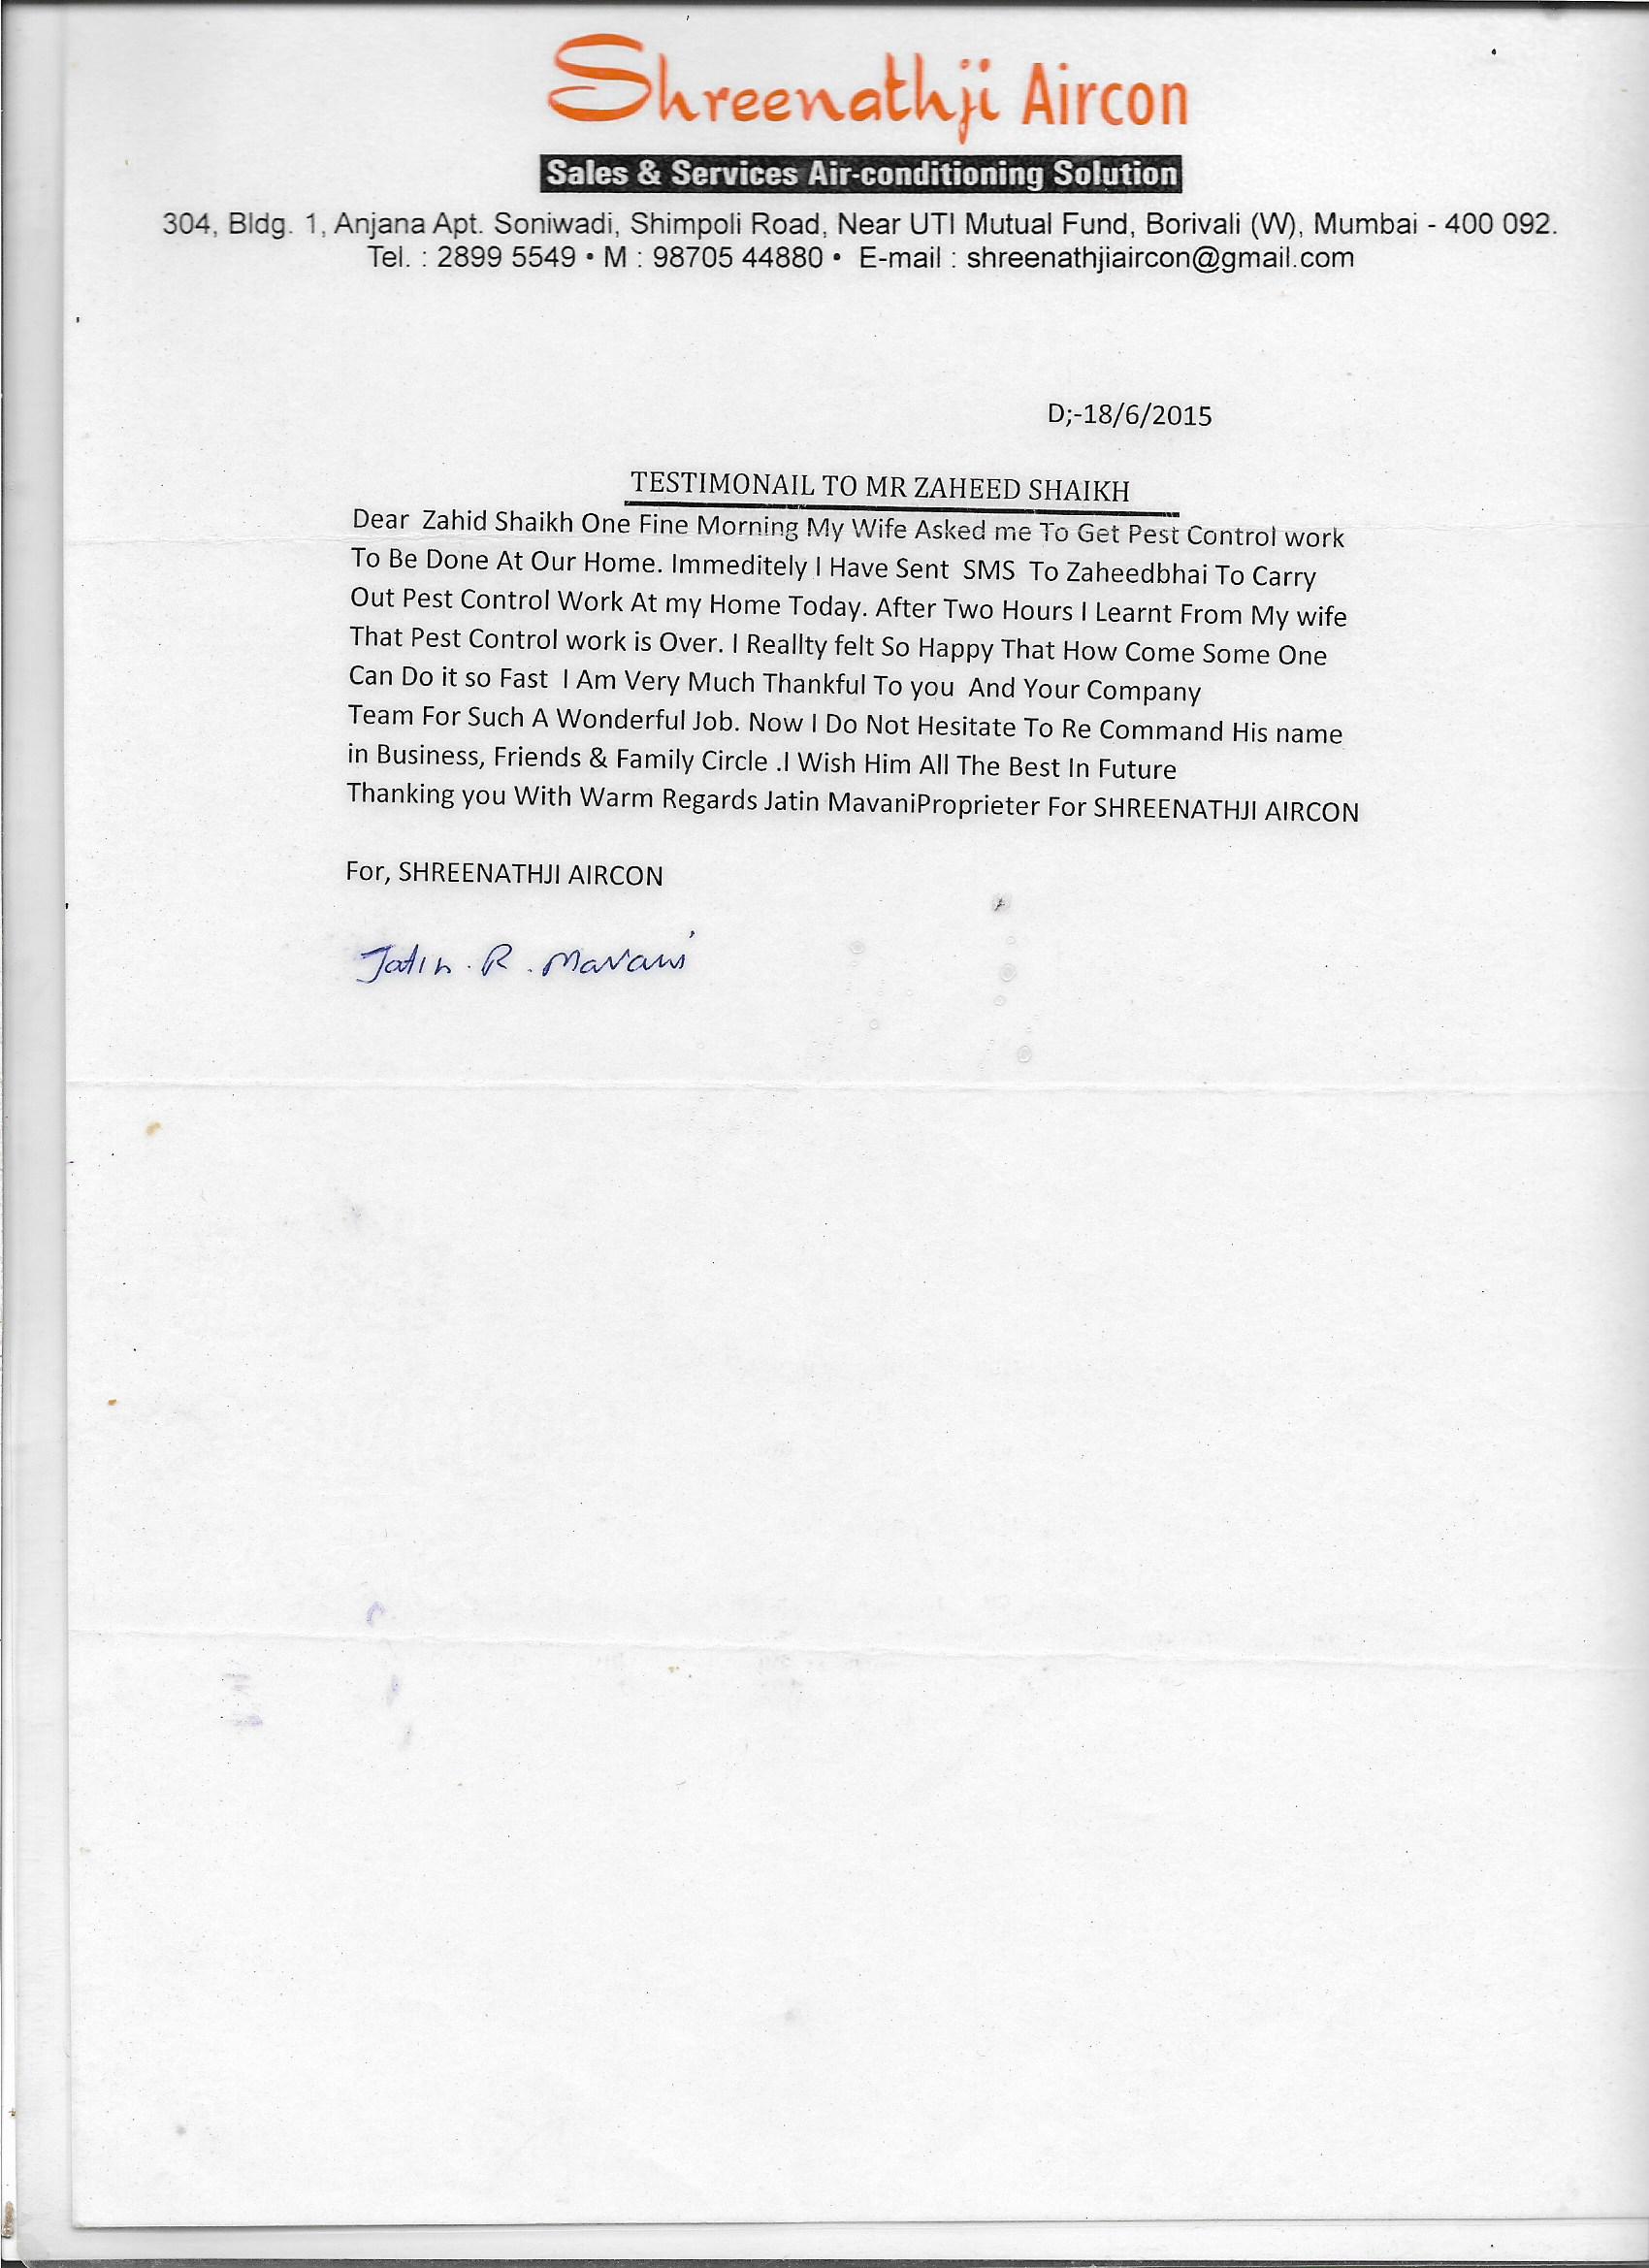 Shreenathji Aircon
Sales & Services Air-conditioning Solution
304, Bldg. 1, Anjana Apt. Soniwadi, Shimpoli Road, Near UTI Mutual Fund, Borivali (W), Mumbai - 400 092.
Tel. : 2899 5549 • M : 98705 44880 • E-mail : shreenathjiaircon@gmail.com
D;-18/6/2015
TESTIMONAIL TO MR ZAHEED SHAIKH
Dear Zahid Shaikh One Fine Morning My Wife Asked me To Get Pest Control work
To Be Done At Our Home. Immeditely I Have Sent SMS To Zaheedbhai To Carry
Out Pest Control Work At my Home Today. After Two Hours I Learnt From My wife
That Pest Control work is Over. I Reallty felt So Happy That How Come Some One
Can Do it so Fast I Am Very Much Thankful To you And Your Company
Team For Such A Wonderful Job. Now I Do Not Hesitate To Re Command His name
in Business, Friends & Family Circle .I Wish Him All The Best In Future
Thanking you With Warm Regards Jatin MavaniProprieter For SHREENATHJI AIRCON
For, SHREENATHJI AIRCON
Jatin. R. Mavani